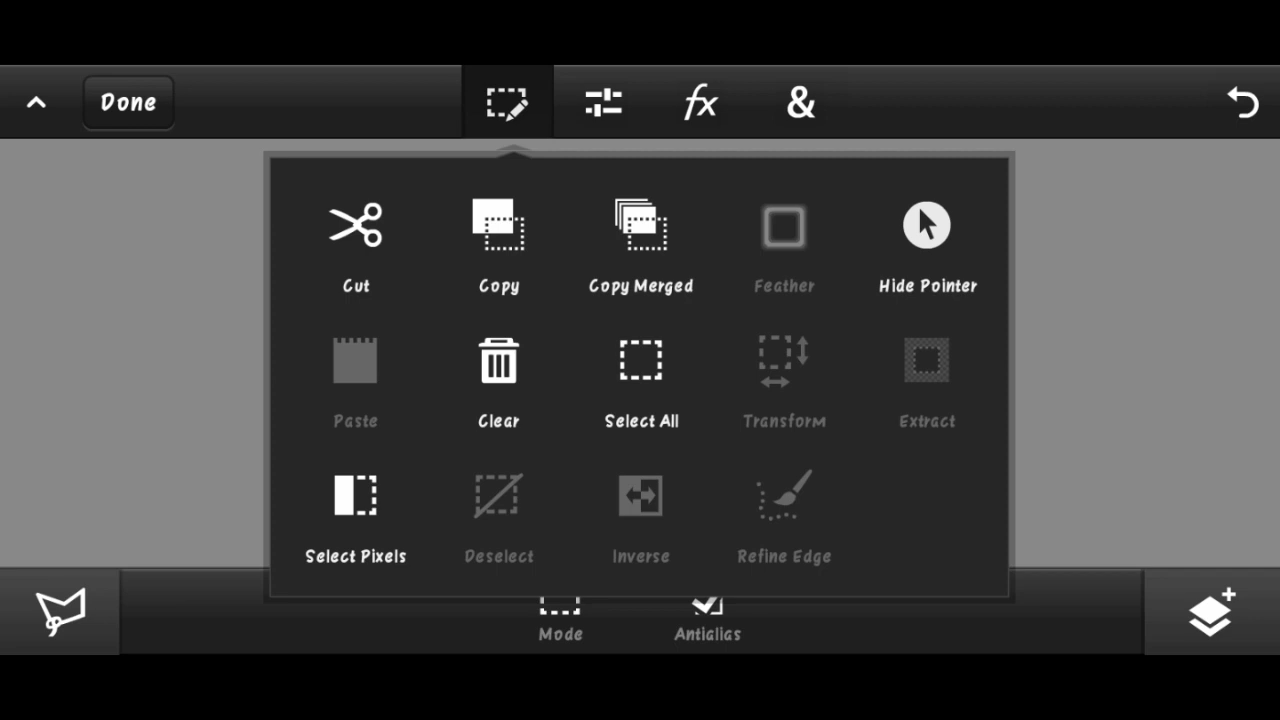 Done
fx
&
Cut
Copy
Copy Merged
Feather
Hide Pointer
Paste
Clear
Select All
Transform
Extract
Select Pixels
Deselect
Inverse
Refine Edge
Mode
Antialias